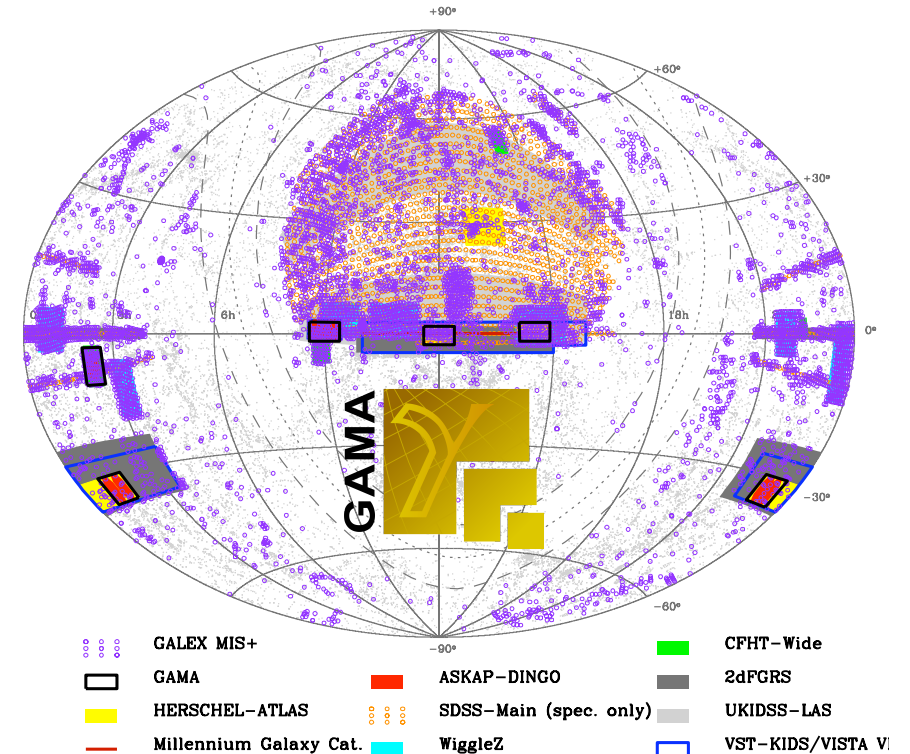 +90°
+60°
+30°
0h
3h
6h
18h
0°
GAMA
-30°
-60°
-90°
GALEX MIS+
CFHT-Wide
GAMA
ASKAP-DINGO
2dFGRS
HERSCHEL-ATLAS
SDSS-Main (spec. only)
UKIDSS-LAS
Millennium Galaxy Cat.
WiggleZ
VST-KIDS/VISTA VI